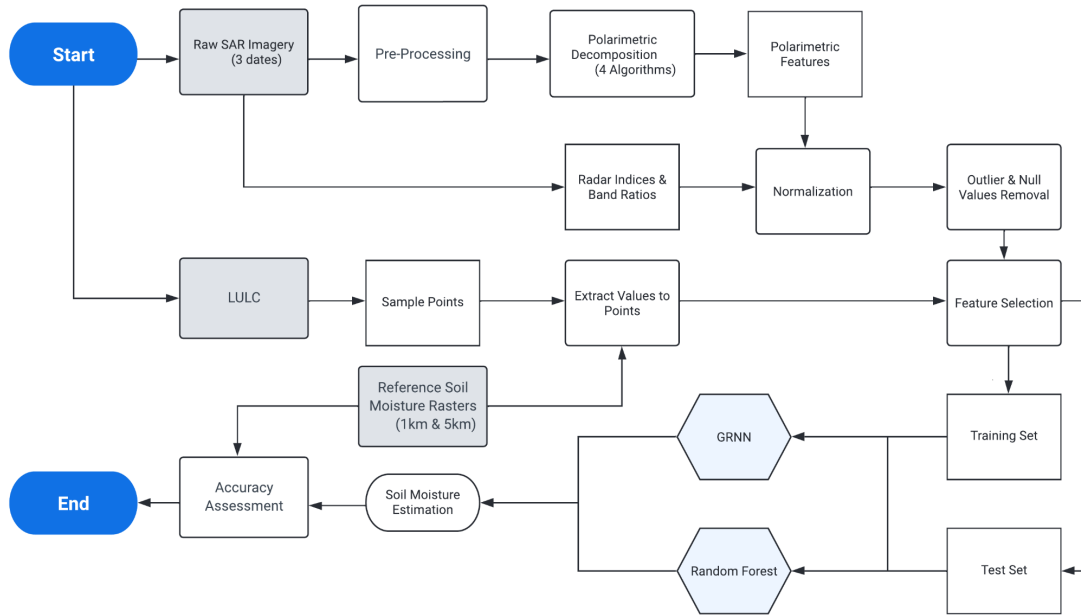 Start
Raw SAR Imagery
(3 dates)
Pre-Processing
Polarimetric
Decomposition
(4 Algorithms)
Polarimetric
Features
Radar Indices &
Band Ratios
Normalization
Outlier & Null
Values Removal
LULC
Sample Points
Extract Values to
Points
Feature Selection
Reference Soil
Moisture Rasters
(1km & 5km)
GRNN
Training Set
End
Accuracy
Assessment
Soil Moisture
Estimation
Random Forest
Test Set